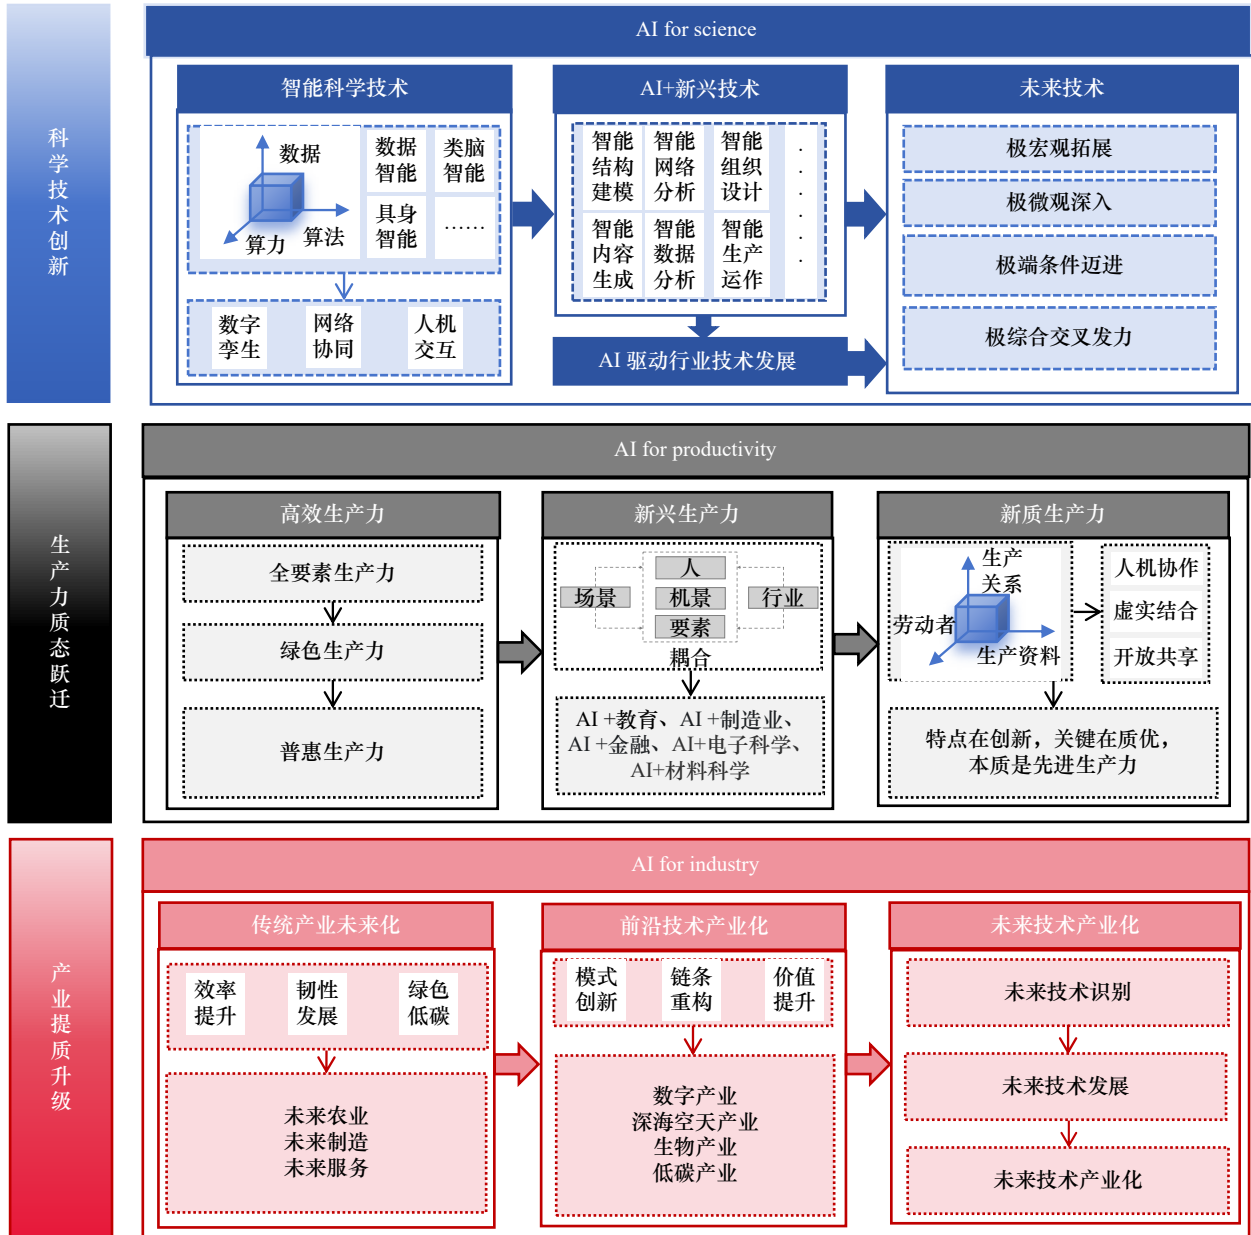 科学技术创新
AI for science
智能科学技术
数据
算力
算法
数据
智能
类脑
智能
具身
智能
……
数字
孪生
网络
协同
人机
交互
AI+新兴技术
智能
结构
建模
智能
网络
分析
智能
组织
设计
智能
内容
生成
智能
数据
分析
智能
生产
运作
......
AI 驱动行业技术发展
未来技术
极宏观拓展
极微观深入
极端条件迈进
极综合交叉发力
生产力质态跃迁
AI for productivity
高效生产力
全要素生产力
绿色生产力
普惠生产力
新兴生产力
场景
人
机景
要素
行业
耦合
AI +教育、AI +制造业、
AI +金融、AI+电子科学、
AI+材料科学
新质生产力
生产
关系
劳动者
生产资料
人机协作
虚实结合
开放共享
特点在创新，关键在质优，
本质是先进生产力
产业提质升级
AI for industry
传统产业未来化
效率
提升
韧性
发展
绿色
低碳
未来农业
未来制造
未来服务
前沿技术产业化
模式
创新
链条
重构
价值
提升
数字产业
深海空天产业
生物产业
低碳产业
未来技术产业化
未来技术识别
未来技术发展
未来技术产业化